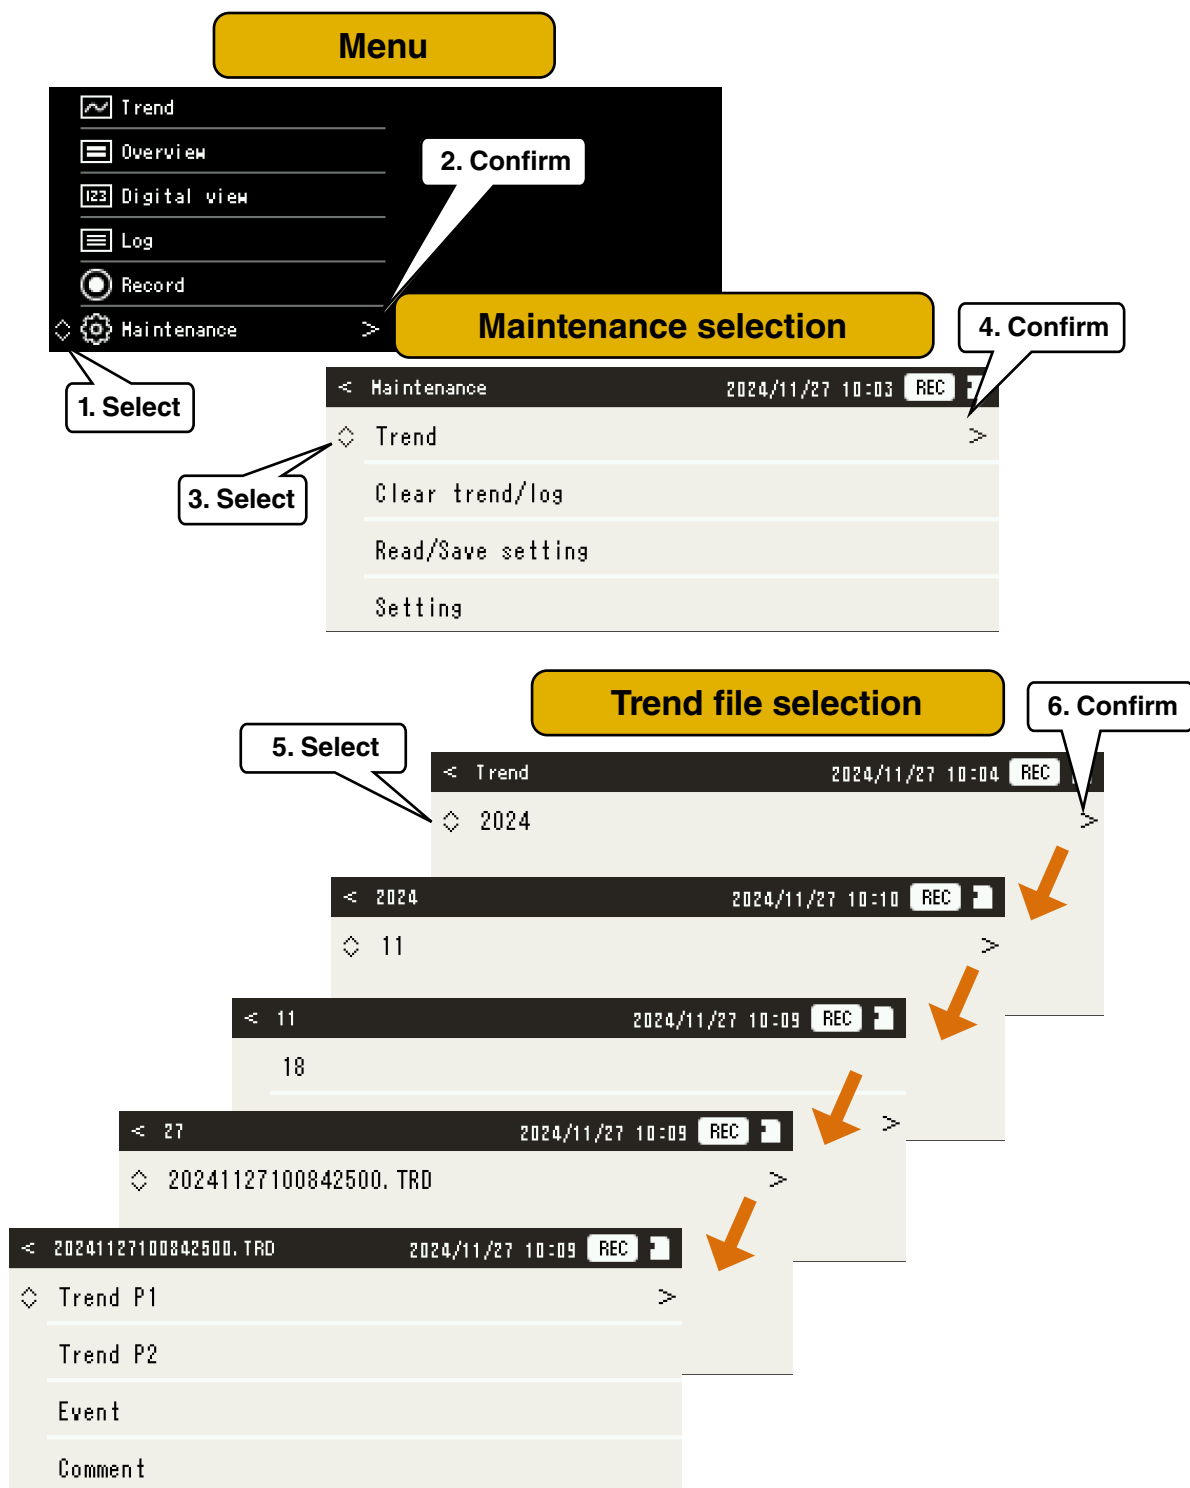 Menu
Trend
Overview
2. Confirm
123 Digital view
Log
Record
Maintenance >
Maintenance selection
4. Confirm
1. Select
< Maintenance 2024/11/27 10:03 REC
Trend >
3. Select
Clear trend/log
Read/Save setting
Setting
Trend file selection
6. Confirm
5. Select
< Trend 2024/11/27 10:04 REC
2024 >
< 2024 2024/11/27 10:10 REC
11 >
< 11 2024/11/27 10:09 REC
18
>
< 27 2024/11/27 10:09 REC
20241127100842500.TRD >
< 20241127100842500.TRD 2024/11/27 10:09 REC
Trend P1 >
Trend P2
Event
Comment